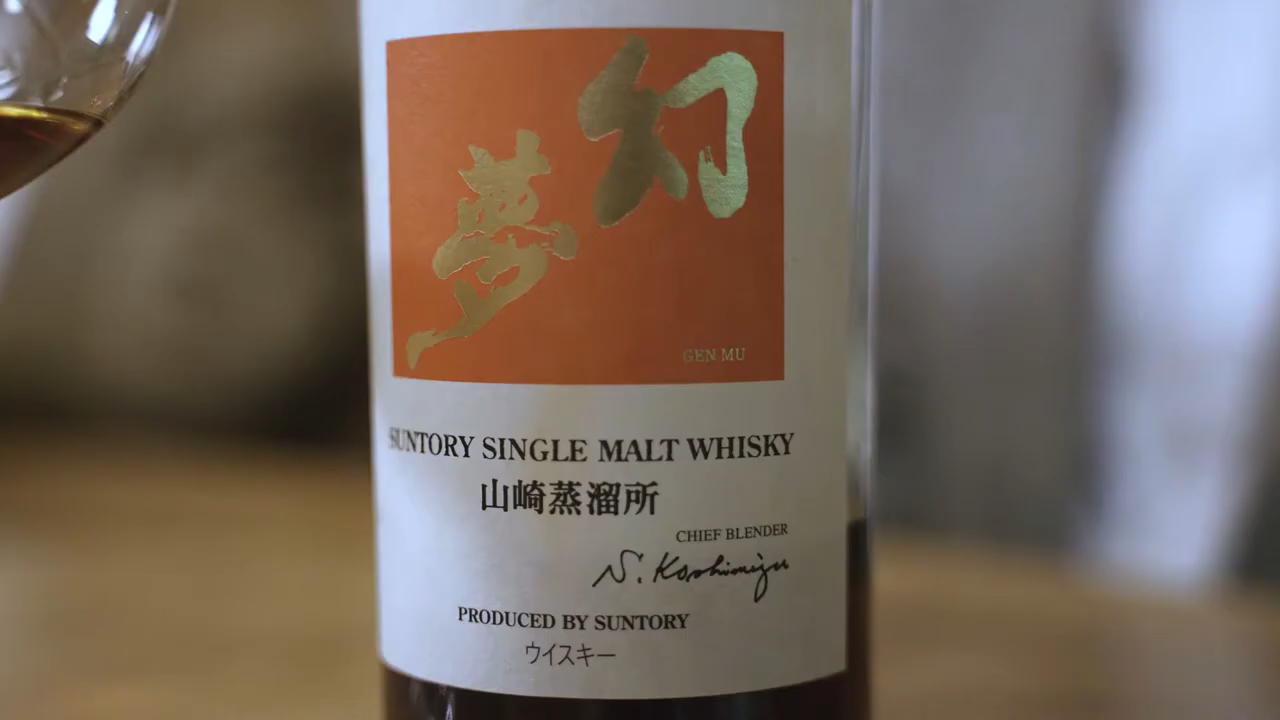 幻夢
GEN MU
SUNTORY SINGLE MALT WHISKY
山崎蒸溜所
CHIEF BLENDER
S. Koshimizu
PRODUCED BY SUNTORY
ウイスキー